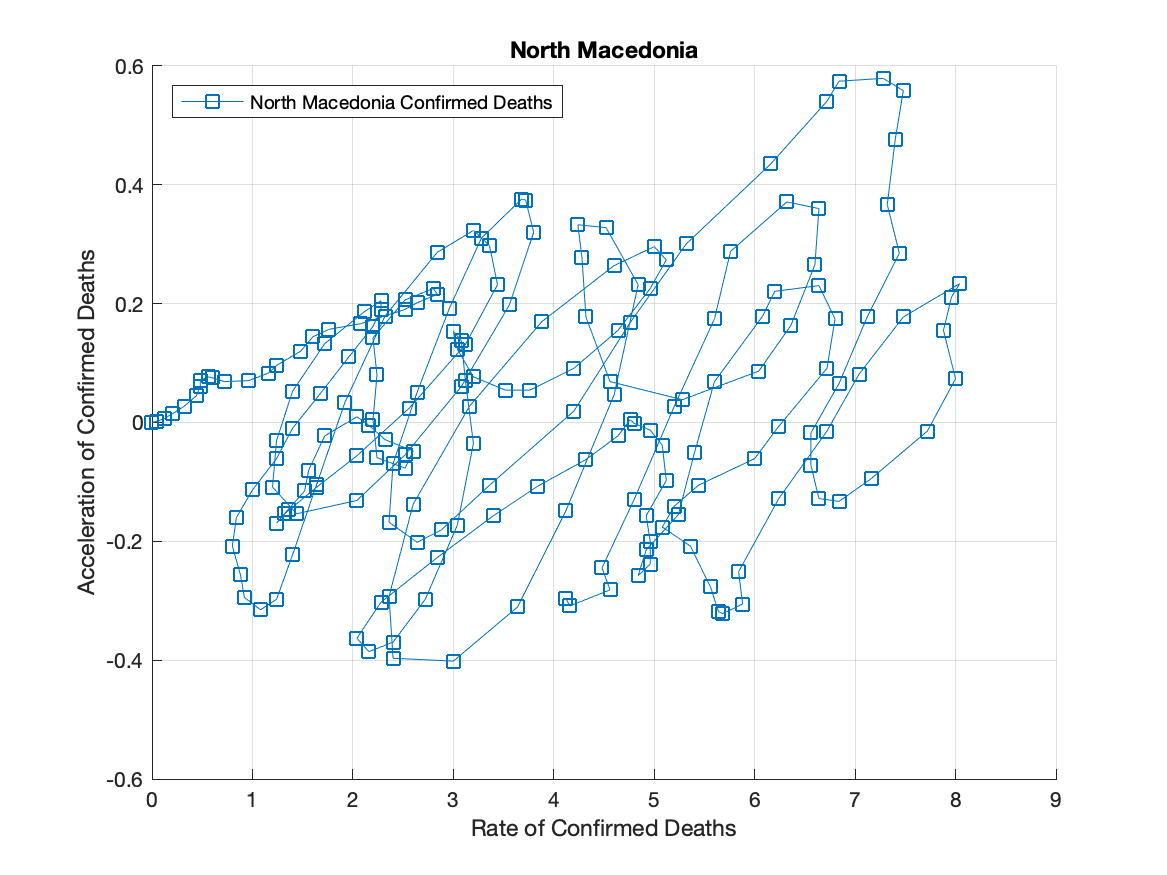 North Macedonia
0.6
North Macedonia Confirmed Deaths
0.4
0.2
0
-0.2
-0.4
-0.6
Acceleration of Confirmed Deaths
0 1 2 3 4 5 6 7 8 9
Rate of Confirmed Deaths